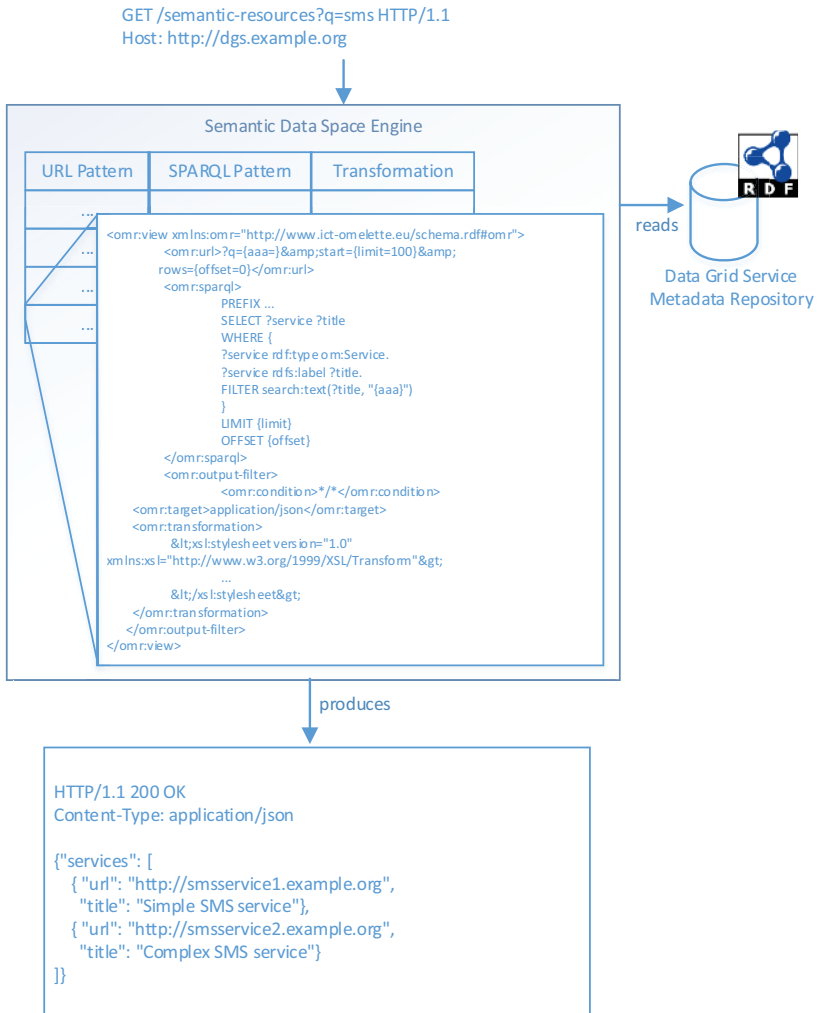 GET /semantic-resources?q=sms HTTP/1.1
Host: http://dgs.example.org
Semantic Data Space Engine
URL Pattern SPARQL Pattern Transformation
...
...
...
...
<omr:view xmlns:omr="http://www.ict-omelette.eu/schema.rdf#omr">
<omr:url>?q={aaa=}&amp;start={limit=100}&amp;
rows={offset=0}</omr:url>
<omr:sparql>
PREFIX ...
SELECT ?service ?title
WHERE {
?service rdf:type om:Service.
?service rdfs:label ?title.
FILTER search:text(?title, "{aaa}")
}
LIMIT {limit}
OFFSET {offset}
</omr:sparql>
<omr:output-filter>
<omr:condition>*/*</omr:condition>
<omr:target>application/json</omr:target>
<omr:transformation>
&lt;xsl:stylesheet version="1.0"
xmlns:xsl="http://www.w3.org/1999/XSL/Transform"&gt;
...
&lt;/xsl:stylesheet&gt;
</omr:transformation>
</omr:output-filter>
</omr:view>
reads
RDF
Data Grid Service
Metadata Repository
produces
HTTP/1.1 200 OK
Content-Type: application/json
{"services": [
{ "url": "http://smsservice1.example.org",
"title": "Simple SMS service"},
{ "url": "http://smsservice2.example.org",
"title": "Complex SMS service"}
]}